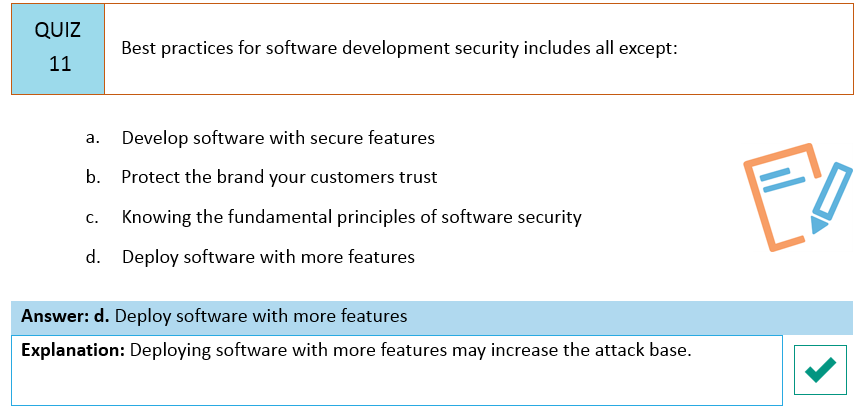 QUIZ
11
Best practices for software development security includes all except:
a. Develop software with secure features
b. Protect the brand your customers trust
c. Knowing the fundamental principles of software security
d. Deploy software with more features
Answer: d. Deploy software with more features
Explanation: Deploying software with more features may increase the attack base.